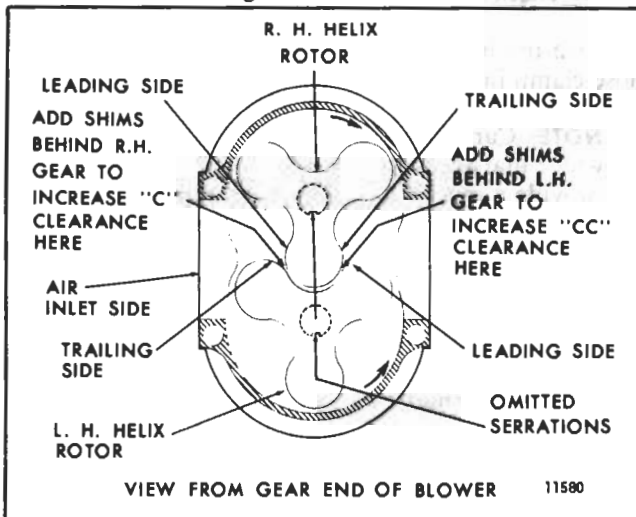 R. H. HELIX
ROTOR
LEADING SIDE
ADD SHIMS
BEHIND R.H.
GEAR TO
INCREASE "C"
CLEARANCE
HERE
TRAILING SIDE
ADD SHIMS
BEHIND L.H.
GEAR TO
INCREASE "CC"
CLEARANCE
HERE
AIR
INLET SIDE
TRAILING
SIDE
LEADING SIDE
L. H. HELIX
ROTOR
OMITTED
SERRATIONS
VIEW FROM GEAR END OF BLOWER 11580